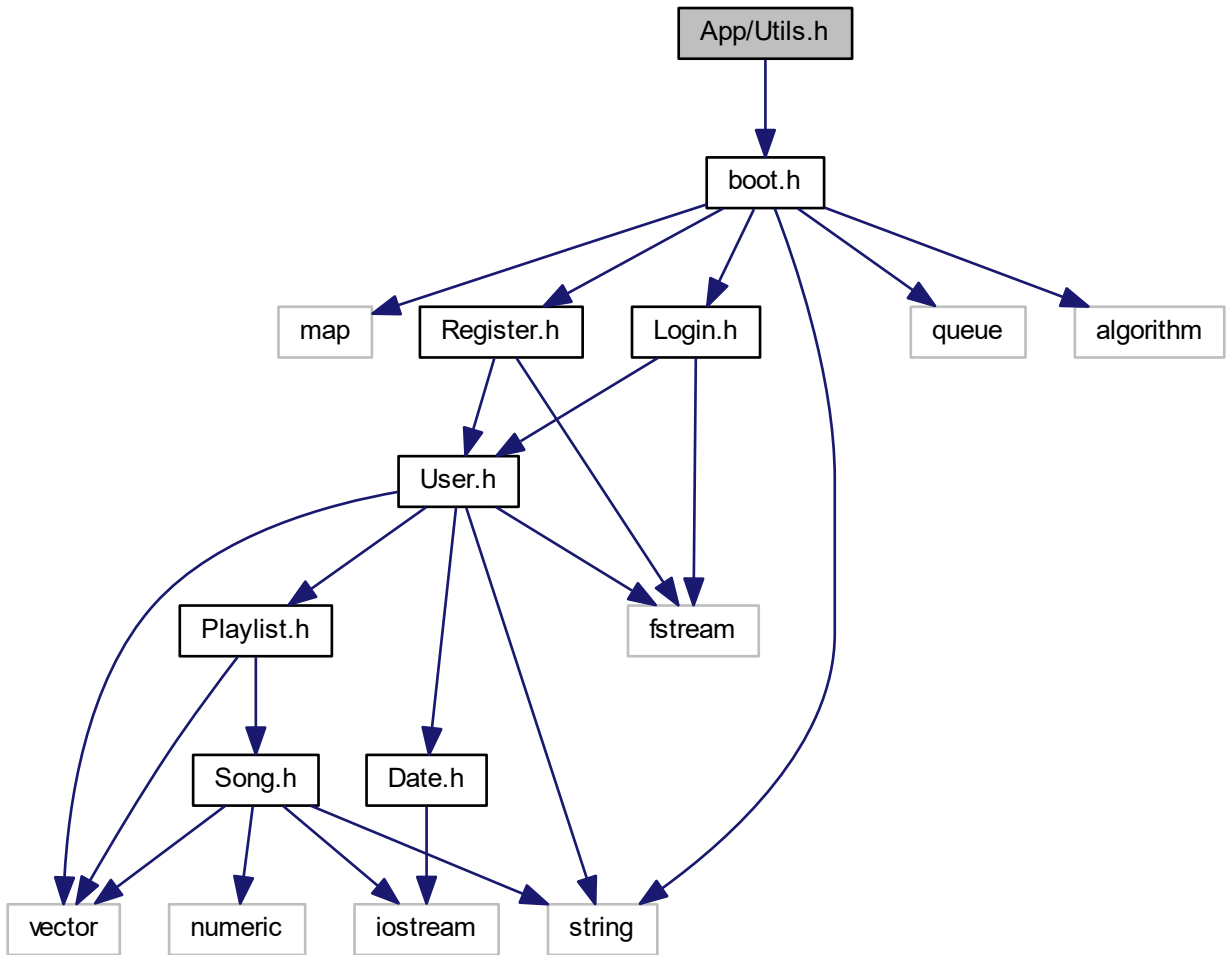 App/Utils.h
boot.h
map
Register.h
Login.h
queue
algorithm
User.h
Playlist.h
fstream
Song.h
Date.h
vector
numeric
iostream
string